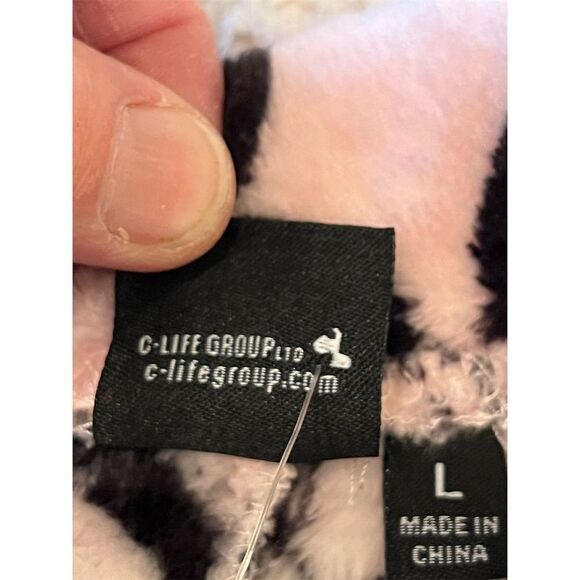 C-LIFE GROUP LTD
c-lifegroup.com
L
MADE IN
CHINA